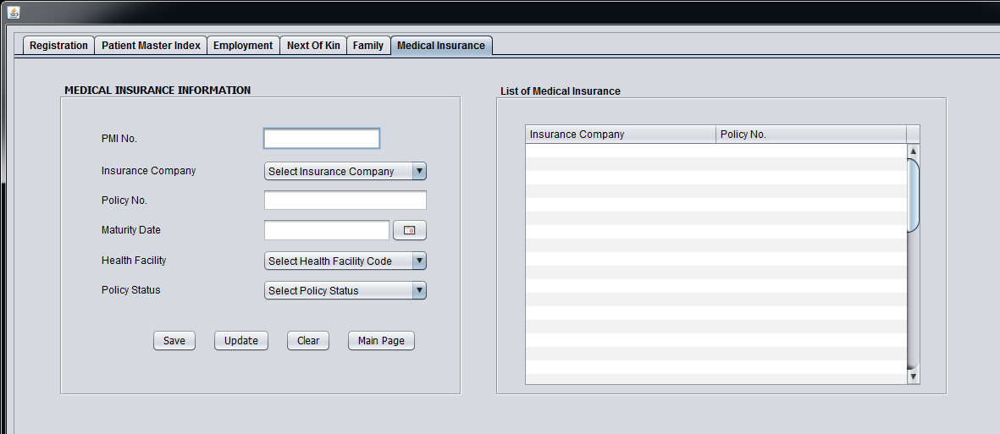 Registration Patient Master Index Employment Next Of Kin Family Medical Insurance
MEDICAL INSURANCE INFORMATION
PMI No.
Insurance Company Select Insurance Company
Policy No.
Maturity Date
Health Facility Select Health Facility Code
Policy Status Select Policy Status
Save Update Clear Main Page
List of Medical Insurance
Insurance Company Policy No.